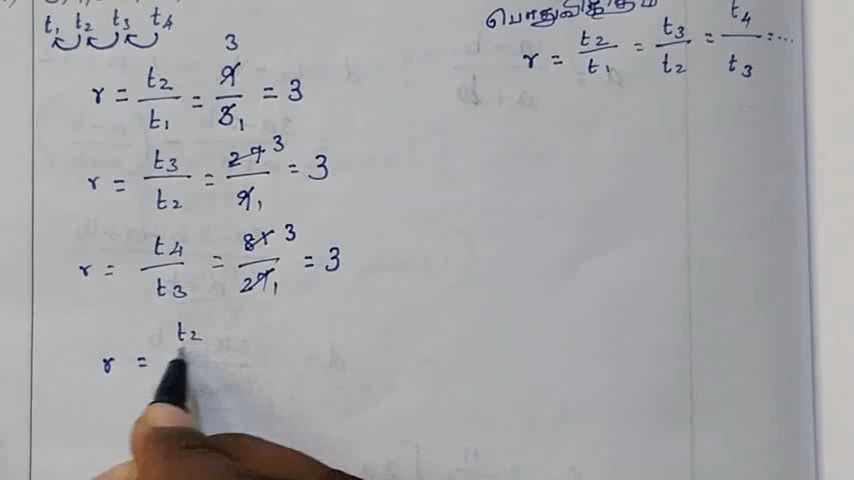 t₁ t₂ t₃ t₄
r = t₂/t₁ = 9/3 = 3
r = t₃/t₂ = 27/9 = 3
r = t₄/t₃ = 81/27 = 3
r = t₂
பொதுவிகிதம்
r = t₂/t₁ = t₃/t₂ = t₄/t₃ = ...